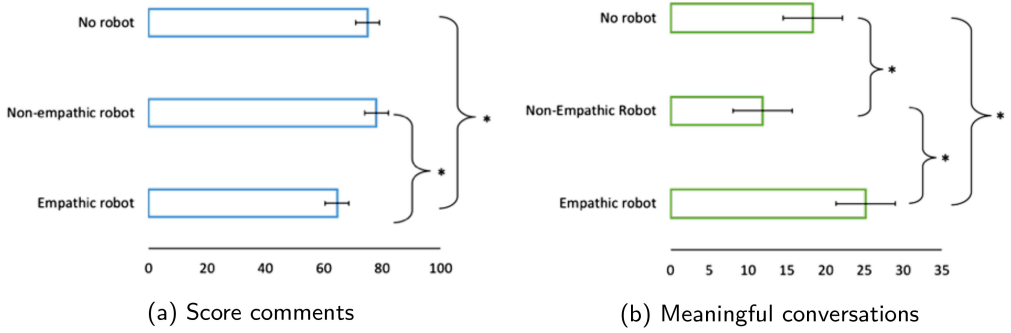 No robot
Non-empathic robot
Empathic robot
*
*
0 20 40 60 80 100
(a) Score comments
No robot
Non-Empathic Robot
Empathic robot
*
*
*
0 5 10 15 20 25 30 35
(b) Meaningful conversations